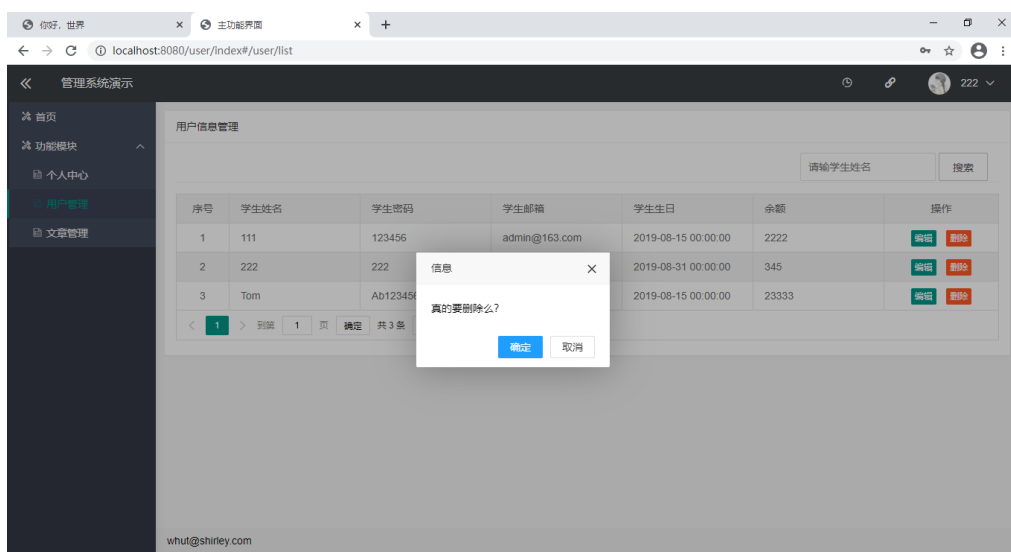 你好，世界
主功能界面
localhost:8080/user/index#/user/list
管理系统演示
222
首页
功能模块
个人中心
用户管理
文章管理
用户信息管理
请输学生姓名
搜索
序号 学生姓名 学生密码 学生邮箱 学生生日 余额 操作
1 111 123456 admin@163.com 2019-08-15 00:00:00 2222 编辑 删除
2 222 222 2019-08-31 00:00:00 345 编辑 删除
3 Tom Ab123456 2019-08-15 00:00:00 23333 编辑 删除
1 到第 1 页 确定 共 3 条
信息
真的要删除么?
确定 取消
whut@shirley.com